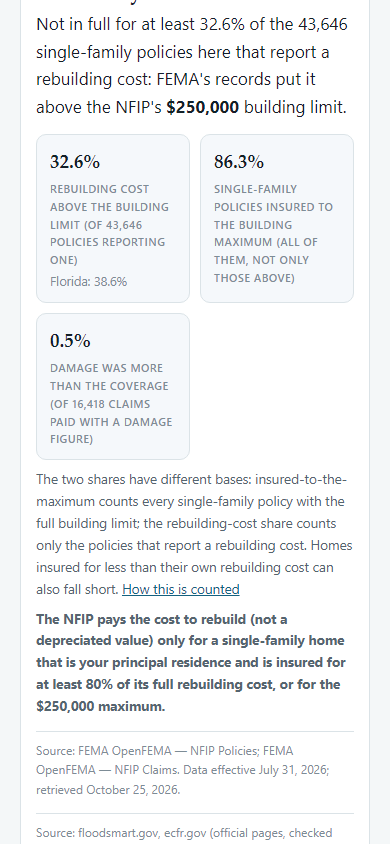 Not in full for at least 32.6% of the 43,646
single-family policies here that report a
rebuilding cost: FEMA's records put it
above the NFIP's $250,000 building limit.
32.6%
REBUILDING COST
ABOVE THE BUILDING
LIMIT (OF 43,646
POLICIES REPORTING
ONE)
Florida: 38.6%
86.3%
SINGLE-FAMILY
POLICIES INSURED TO
THE BUILDING
MAXIMUM (ALL OF
THEM, NOT ONLY
THOSE ABOVE)
0.5%
DAMAGE WAS MORE
THAN THE COVERAGE
(OF 16,418 CLAIMS
PAID WITH A DAMAGE
FIGURE)
The two shares have different bases: insured-to-the-
maximum counts every single-family policy with the
full building limit; the rebuilding-cost share counts
only the policies that report a rebuilding cost. Homes
insured for less than their own rebuilding cost can
also fall short. How this is counted
The NFIP pays the cost to rebuild (not a
depreciated value) only for a single-family home
that is your principal residence and is insured for
at least 80% of its full rebuilding cost, or for the
$250,000 maximum.
Source: FEMA OpenFEMA — NFIP Policies; FEMA
OpenFEMA — NFIP Claims. Data effective July 31, 2026;
retrieved October 25, 2026.
Source: floodsmart.gov, ecfr.gov (official pages, checked